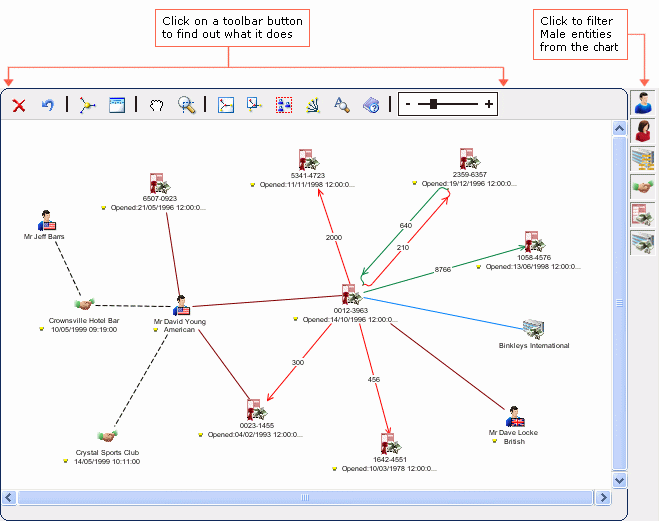 Click on a toolbar button
to find out what it does
Click to filter
Male entities
from the chart
- +
5341-4723
Opened:11/11/1998 12:00:0...
2359-6357
Opened:19/12/1996 12:00:0...
6507-0923
Opened:21/05/1996 12:00:0...
Mr Jeff Barrs
640
2000
210
1058-4576
Opened:13/06/1998 12:00:0...
8766
0012-3963
Opened:14/10/1996 12:00:0...
Crownsville Hotel Bar
10/05/1999 09:19:00
Mr David Young
American
Binkleys International
300
456
0023-1455
Opened:04/02/1993 12:00:0...
Mr Dave Locke
British
Crystal Sports Club
14/05/1999 10:11:00
1642-4551
Opened:10/03/1978 12:00:0...